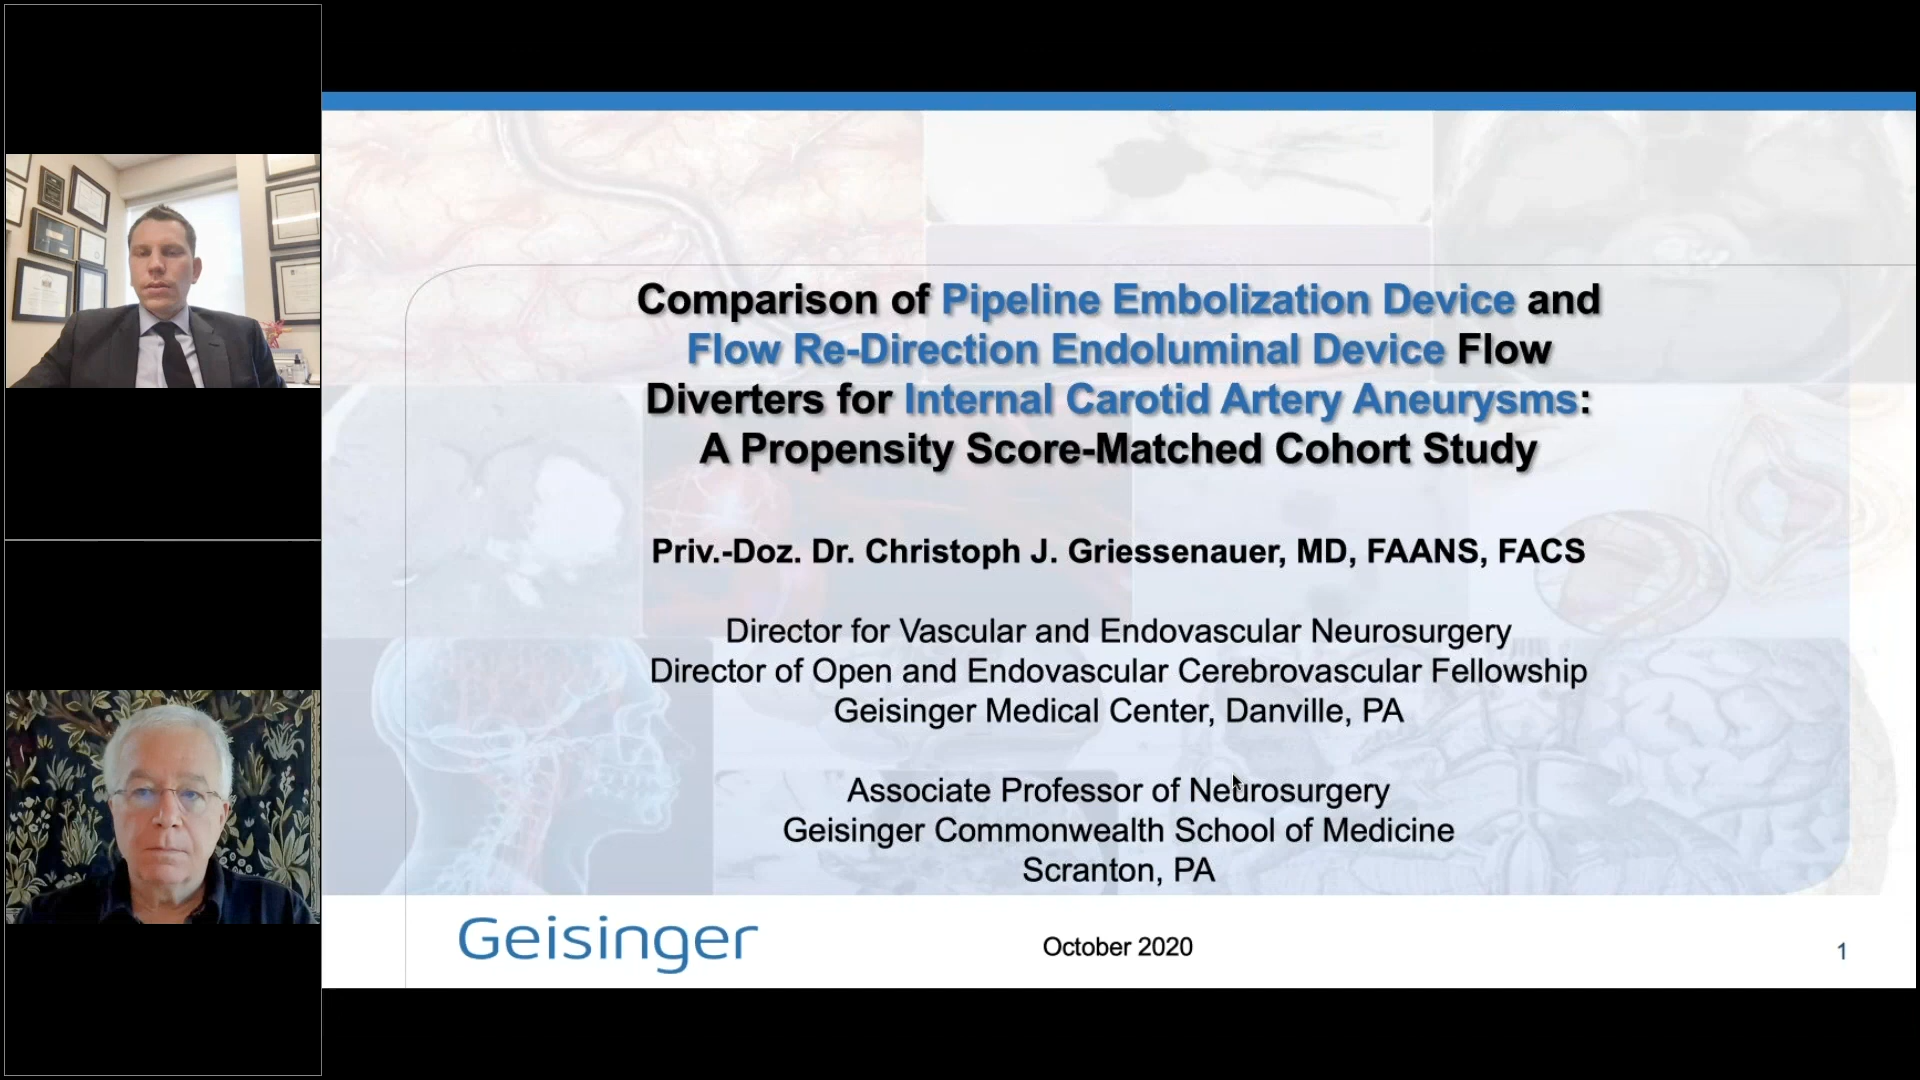 Comparison of Pipeline Embolization Device and
Flow Re-Direction Endoluminal Device Flow
Diverters for Internal Carotid Artery Aneurysms:
A Propensity Score-Matched Cohort Study
Priv.-Doz. Dr. Christoph J. Griessenauer, MD, FAANS, FACS
Director for Vascular and Endovascular Neurosurgery
Director of Open and Endovascular Cerebrovascular Fellowship
Geisinger Medical Center, Danville, PA
Associate Professor of Neurosurgery
Geisinger Commonwealth School of Medicine
Scranton, PA
Geisinger
October 2020
1